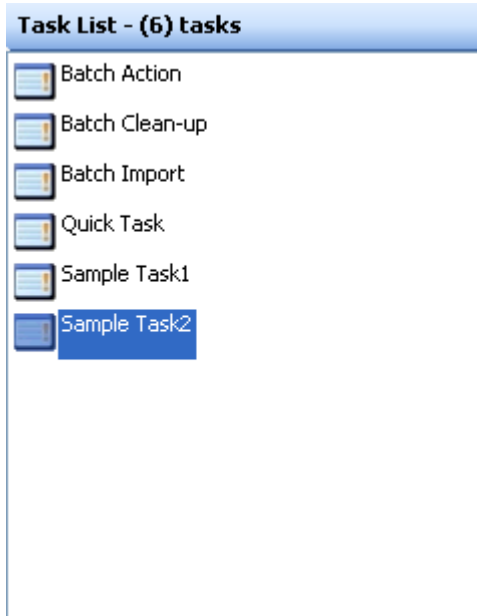 Task List - (6) tasks
Batch Action
Batch Clean-up
Batch Import
Quick Task
Sample Task1
Sample Task2